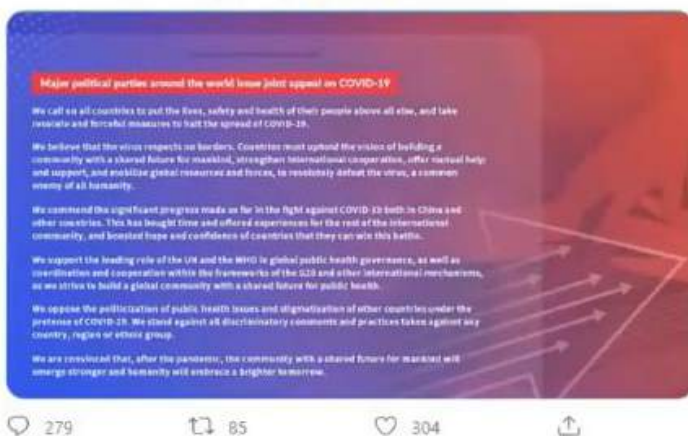 Major political parties around the world issue joint appeal on COVID-19
We call on all countries to put the lives, safety and health of their people above all else, and take
resolute and forceful measures to halt the spread of COVID-19.
We believe that the virus respects no borders. Countries must uphold the vision of building a
community with a shared future for mankind, strengthen international cooperation, offer mutual help
and support, and mobilize global resources and forces, to resolutely defeat the virus, a common
enemy of all humanity.
We commend the significant progress made so far in the fight against COVID-19 both in China and
other countries. This has bought time and offered experiences for the rest of the international
community, and boosted hope and confidence of countries that they can win this battle.
We support the leading role of the UN and the WHO in global public health governance, as well as
coordination and cooperation within the frameworks of the G20 and other international mechanisms,
as we strive to build a global community with a shared future for public health.
We oppose the politicization of public health issues and stigmatisation of other countries under the
pretense of COVID-19. We stand against all discriminatory comments and practices taken against any
country, region or ethnic group.
We are convinced that, after the pandemic, the community with a shared future for mankind will
emerge stronger and humanity will embrace a brighter tomorrow.
279 85 304